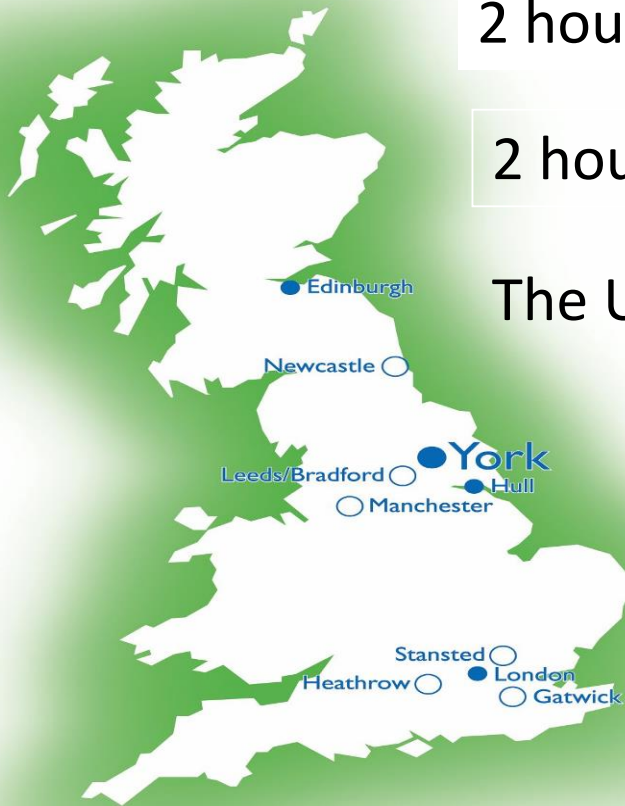 2 hou
2 hou
The U
Edinburgh
Newcastle
York
Leeds/Bradford
Hull
Manchester
Stansted
London
Heathrow
Gatwick